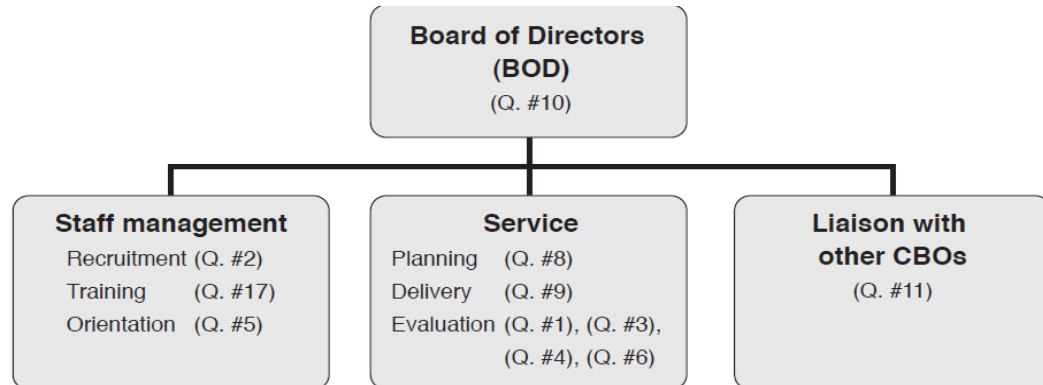 Board of Directors
(BOD)
(Q. #10)
Staff management
Recruitment (Q. #2)
Training (Q. #17)
Orientation (Q. #5)
Service
Planning (Q. #8)
Delivery (Q. #9)
Evaluation (Q. #1), (Q. #3),
(Q. #4), (Q. #6)
Liaison with
other CBOs
(Q. #11)